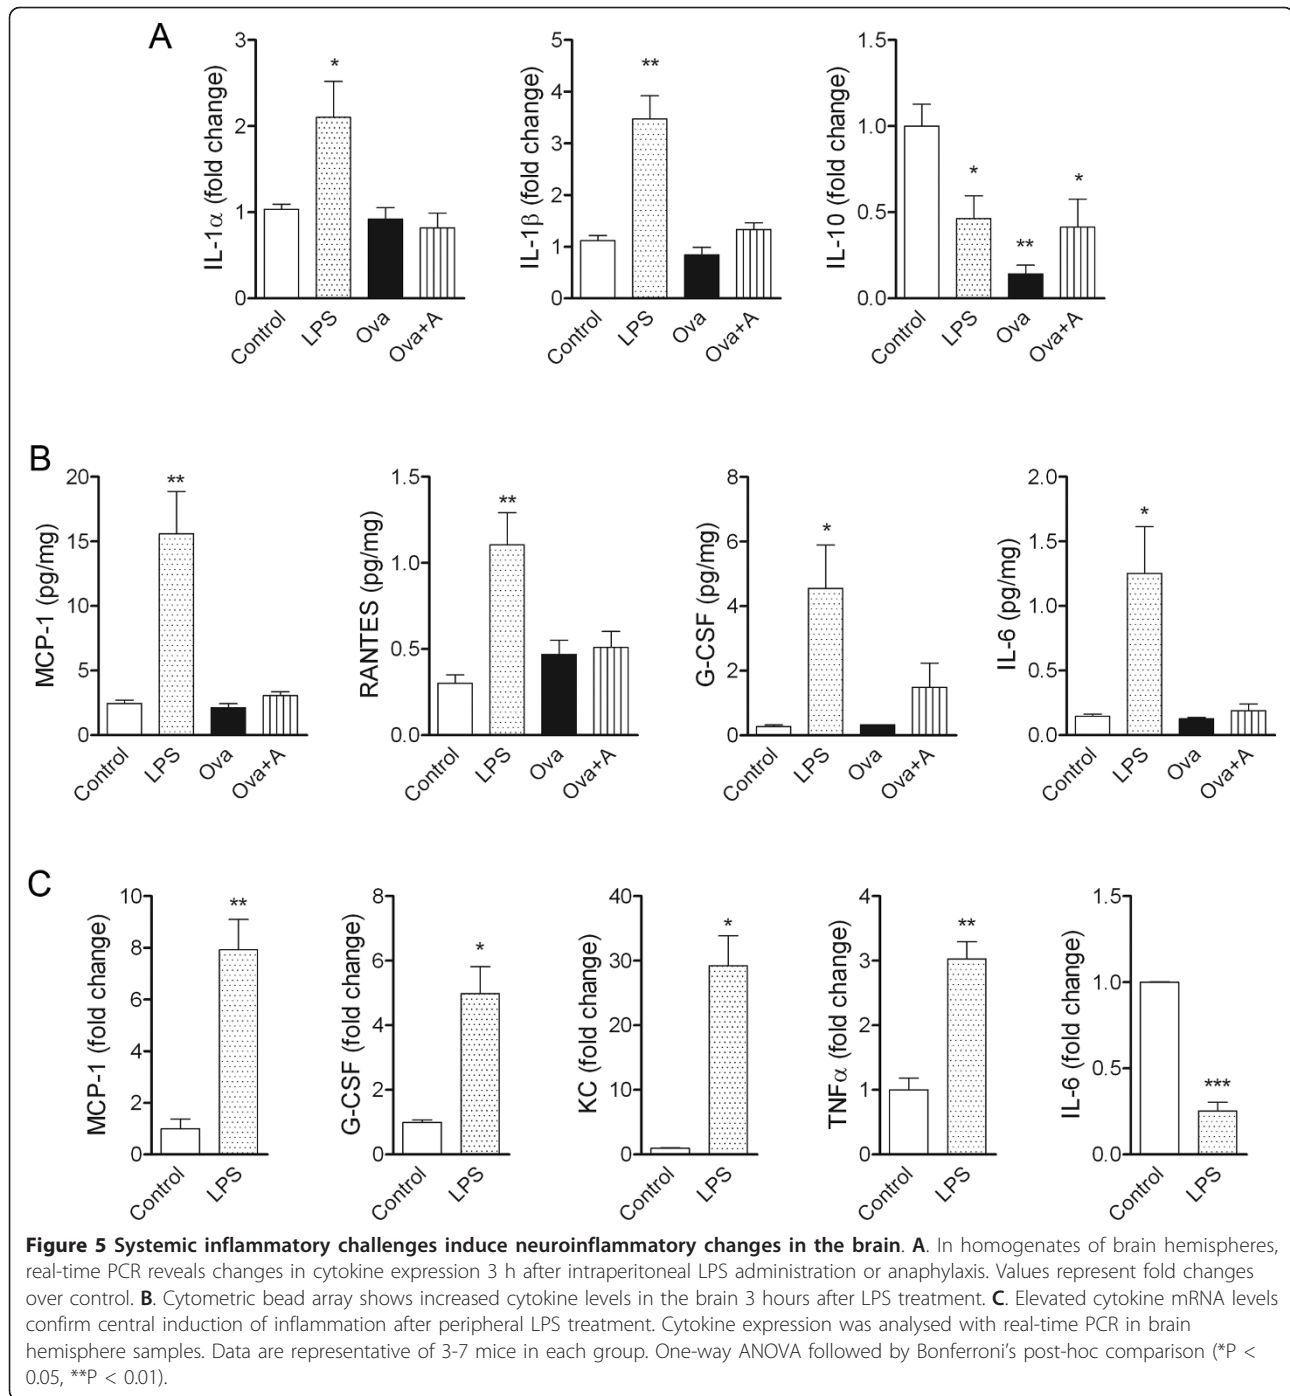 A
IL-1α (fold change)
3
2
1
0
*
Control
LPS
Ova
Ova+A
IL-1β (fold change)
5
4
3
2
1
0
**
Control
LPS
Ova
Ova+A
IL-10 (fold change)
1.5
1.0
0.5
0.0
*
**
*
Control
LPS
Ova
Ova+A
B
MCP-1 (pg/mg)
20
15
10
5
0
**
Control
LPS
Ova
Ova+A
RANTES (pg/mg)
1.5
1.0
0.5
0.0
**
Control
LPS
Ova
Ova+A
G-CSF (pg/mg)
8
6
4
2
0
*
Control
LPS
Ova
Ova+A
IL-6 (pg/mg)
2.0
1.5
1.0
0.5
0.0
*
Control
LPS
Ova
Ova+A
C
MCP-1 (fold change)
10
8
6
4
2
0
**
Control
LPS
G-CSF (fold change)
8
6
4
2
0
*
Control
LPS
KC (fold change)
40
30
20
10
0
*
Control
LPS
TNFα (fold change)
4
3
2
1
0
**
Control
LPS
IL-6 (fold change)
1.5
1.0
0.5
0.0
***
Control
LPS
Figure 5 Systemic inflammatory challenges induce neuroinflammatory changes in the brain. A. In homogenates of brain hemispheres,
real-time PCR reveals changes in cytokine expression 3 h after intraperitoneal LPS administration or anaphylaxis. Values represent fold changes
over control. B. Cytometric bead array shows increased cytokine levels in the brain 3 hours after LPS treatment. C. Elevated cytokine mRNA levels
confirm central induction of inflammation after peripheral LPS treatment. Cytokine expression was analysed with real-time PCR in brain
hemisphere samples. Data are representative of 3-7 mice in each group. One-way ANOVA followed by Bonferroni's post-hoc comparison (*P <
0.05, **P < 0.01).